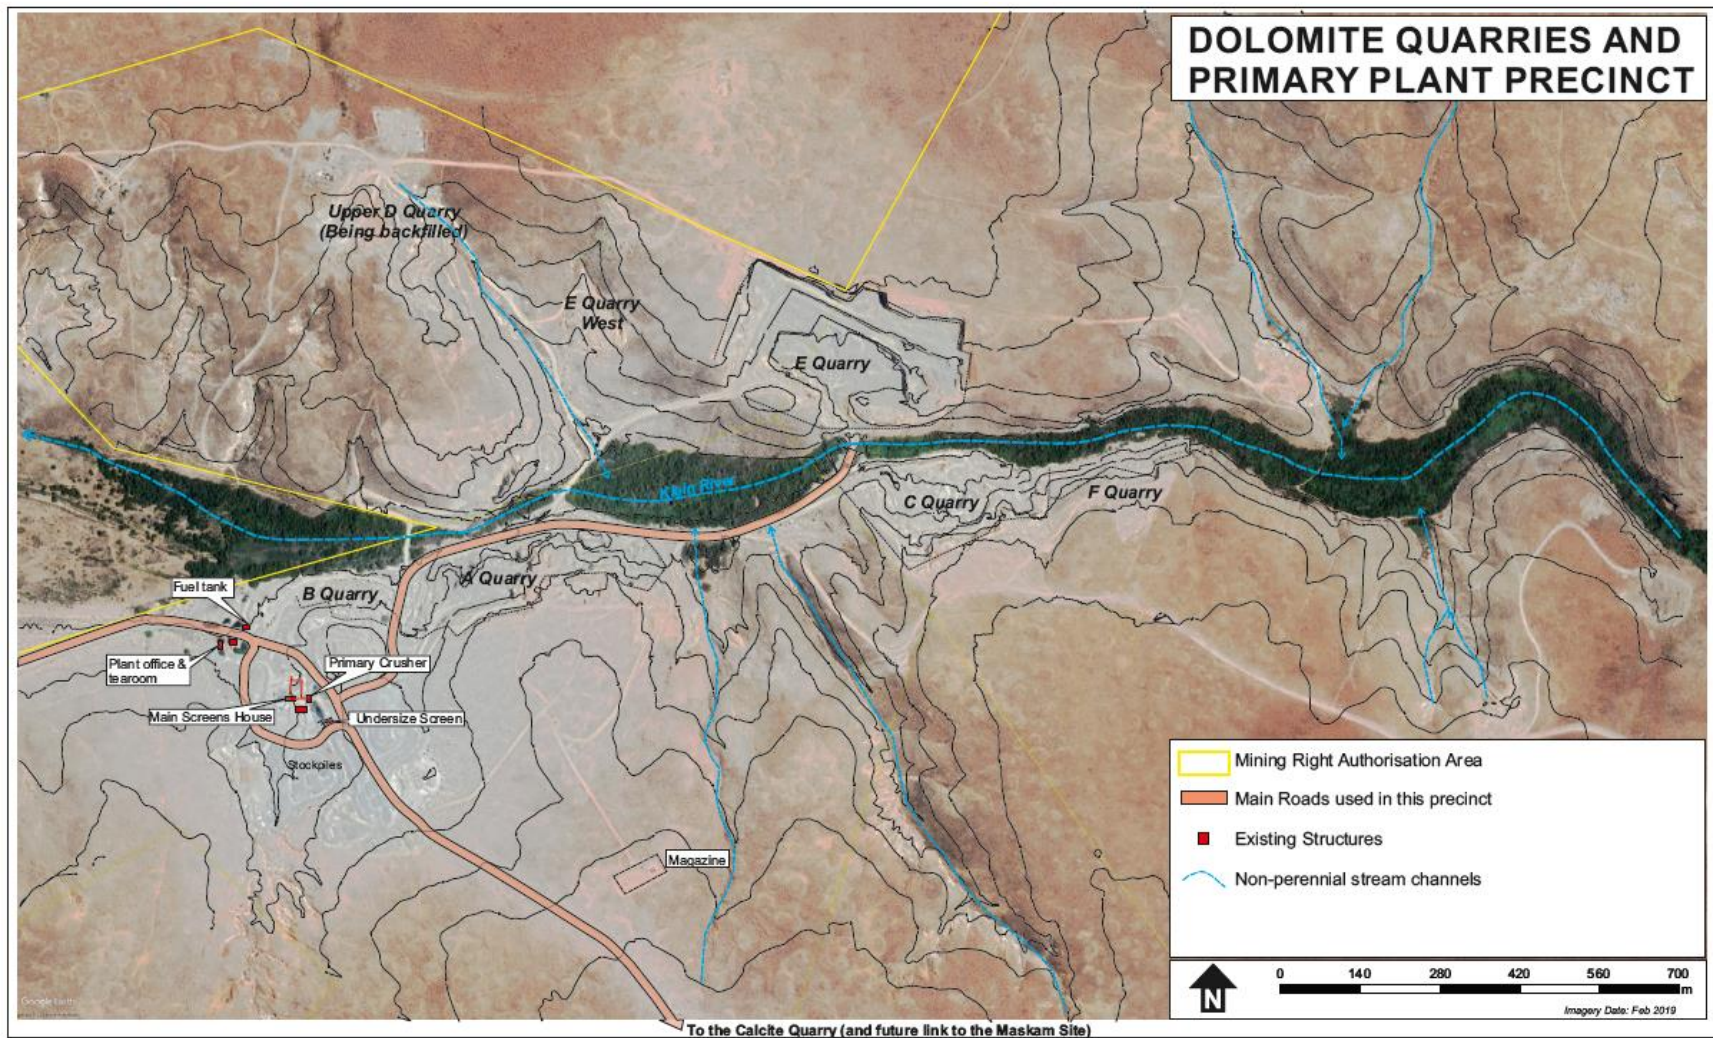 DOLOMITE QUARRIES AND
PRIMARY PLANT PRECINCT
Upper D Quarry
(Being backfilled)
E Quarry
West
E Quarry
Klein River
C Quarry
F Quarry
A Quarry
B Quarry
Fuel tank
Plant office &
tearoom
Primary Crusher
Main Screens House
Undersize Screen
Stockpiles
Magazine
Mining Right Authorisation Area
Main Roads used in this precinct
Existing Structures
Non-perennial stream channels
N
0 140 280 420 560 700
m
Imagery Date: Feb 2019
Google Earth
To the Calcite Quarry (and future link to the Maskam Site)